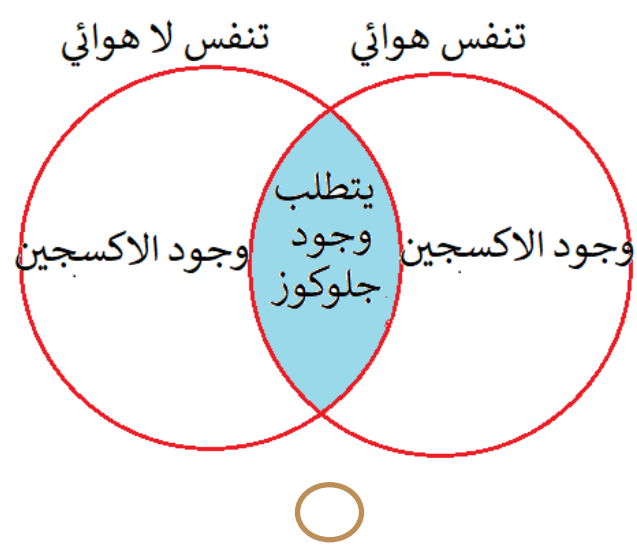 تنفس هوائي
تنفس لا هوائي
وجود الاكسجين
يتطلب
وجود
جلوكوز
وجود الاكسجين